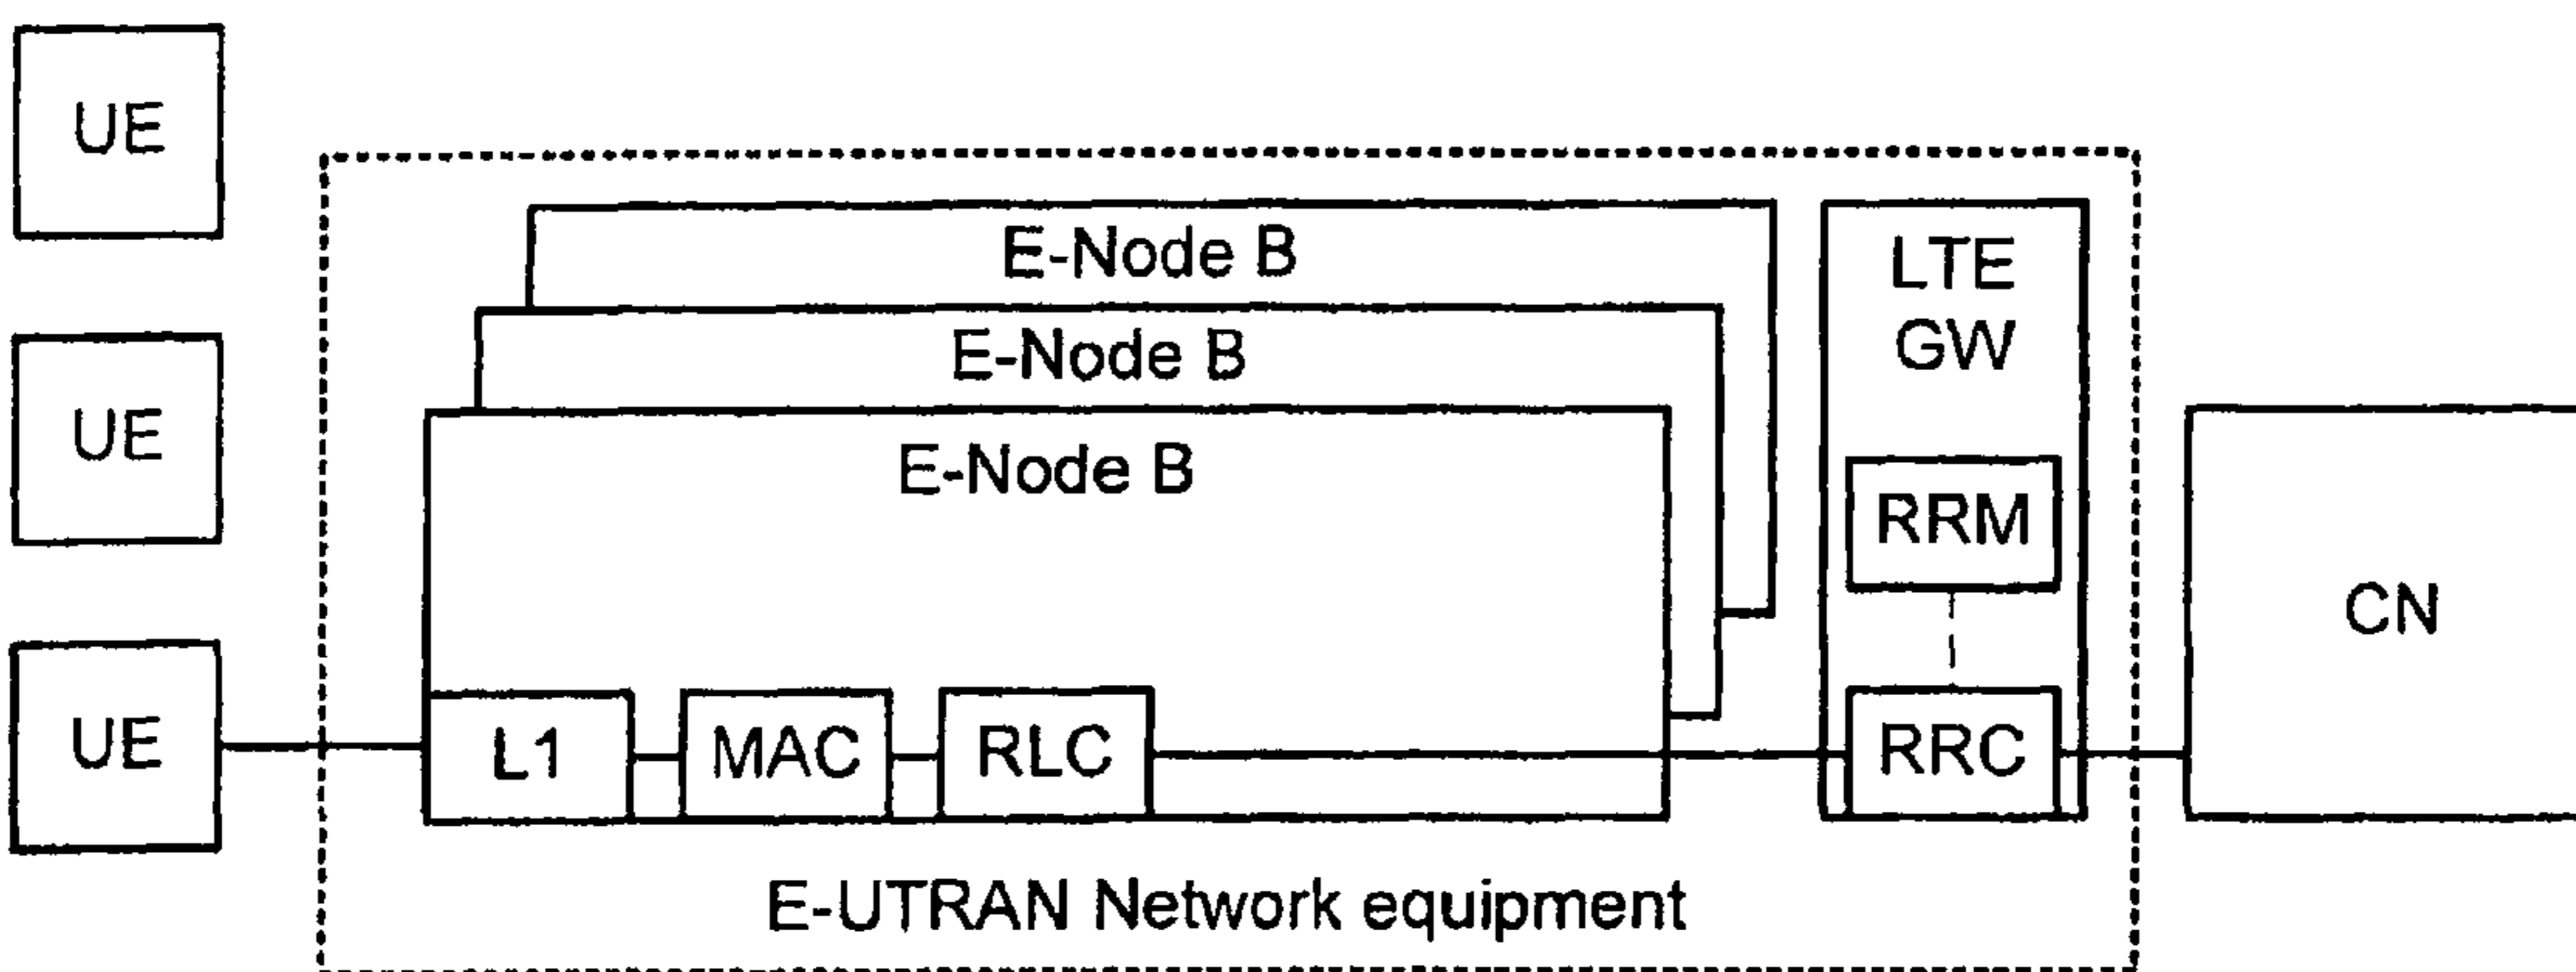 UE
UE
UE
E-Node B
E-Node B
E-Node B
L1
MAC
RLC
LTE
GW
RRM
RRC
CN
E-UTRAN Network equipment